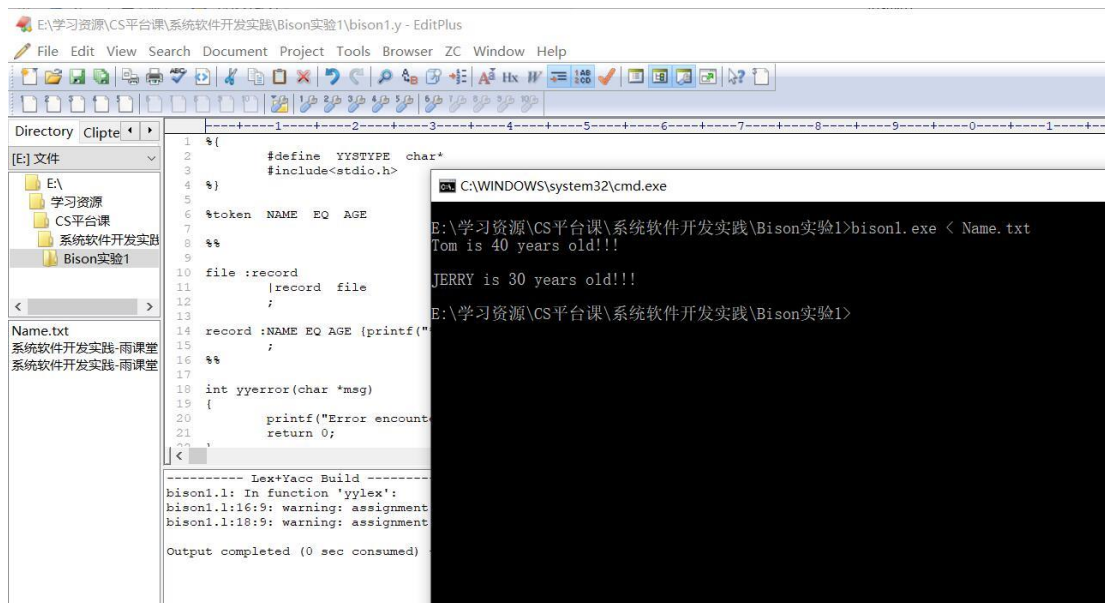 E:\学习资源\CS平台课\系统软件开发实践\Bison实验1\bison1.y - EditPlus
File Edit View Search Document Project Tools Browser ZC Window Help
Directory Clipte
[E:] 文件
E:\
学习资源
CS平台课
系统软件开发实践
Bison实验1
Name.txt
系统软件开发实践-雨课堂
系统软件开发实践-雨课堂
----+----1----+----2----+----3----+----4----+----5----+----6----+----7----+----8----+----9----+----0----+----1----+--
1 %{
2 #define YYSTYPE char*
3 #include<stdio.h>
4 %}
5
6 %token NAME EQ AGE
7
8 %%
9
10 file :record
11 |record file
12 ;
13
14 record :NAME EQ AGE {printf("
15 ;
16 %%
17
18 int yyerror(char *msg)
19 {
20 printf("Error encount
21 return 0;
---------- Lex+Yacc Build --------
bison1.l: In function 'yylex':
bison1.l:16:9: warning: assignment
bison1.l:18:9: warning: assignment
Output completed (0 sec consumed)
C:\WINDOWS\system32\cmd.exe
E:\学习资源\CS平台课\系统软件开发实践\Bison实验1>bison1.exe < Name.txt
Tom is 40 years old!!!
JERRY is 30 years old!!!
E:\学习资源\CS平台课\系统软件开发实践\Bison实验1>